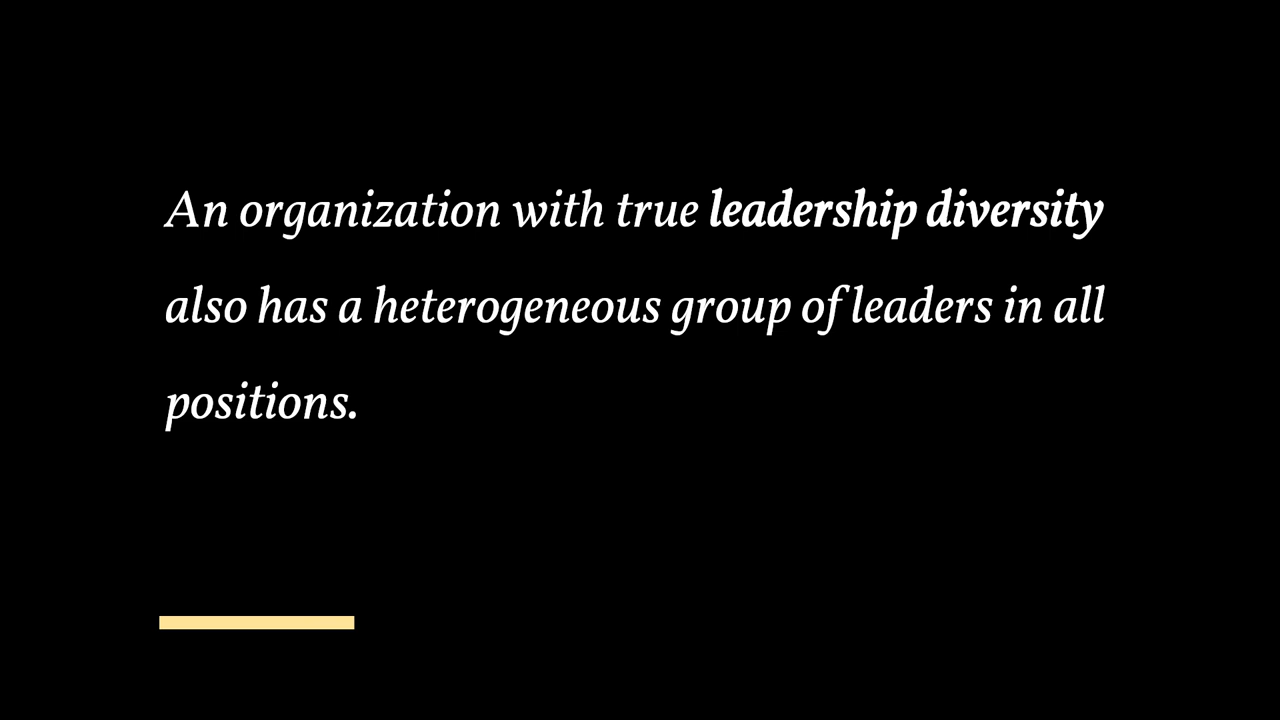 An organization with true leadership diversity
also has a heterogeneous group of leaders in all
positions.